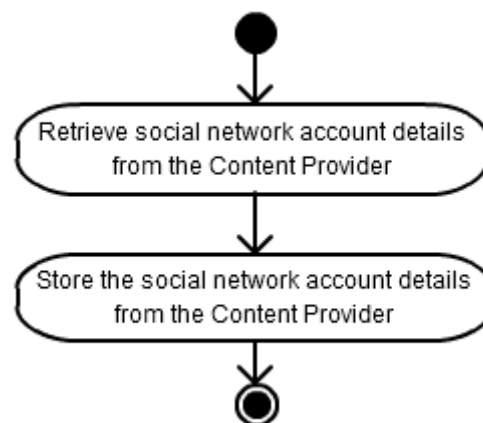 Retrieve social network account details
from the Content Provider
Store the social network account details
from the Content Provider